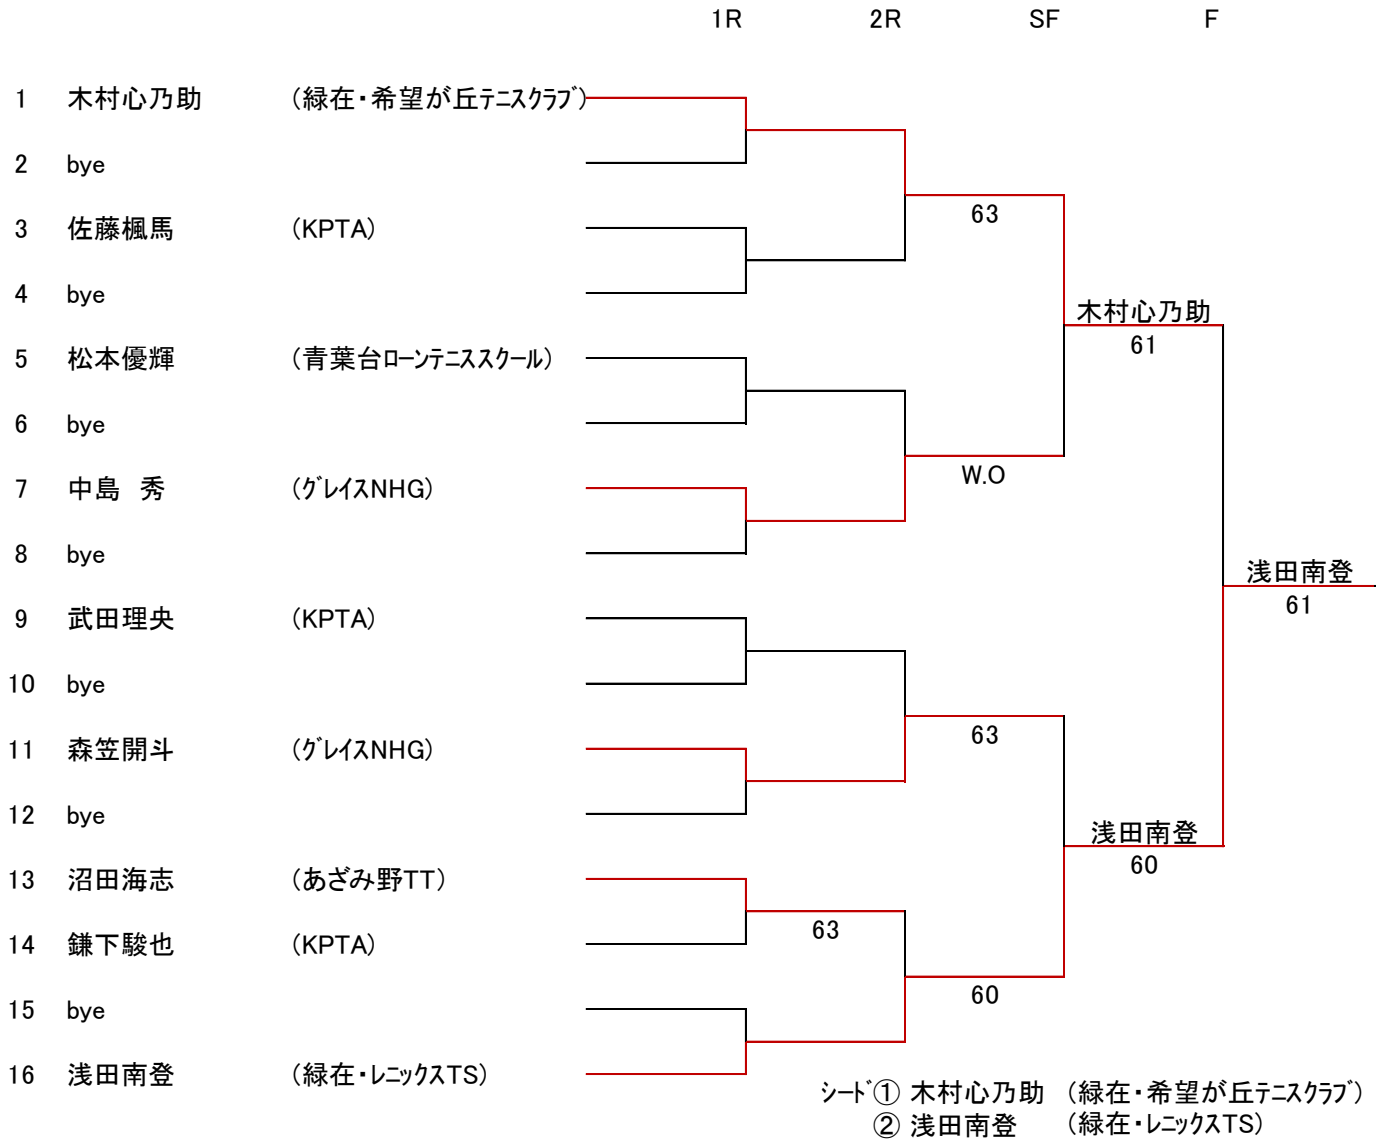 1R 2R SF F
1 木村心乃助 (緑在・希望が丘ﾃﾆｽｸﾗﾌﾞ)
2 bye
63
3 佐藤楓馬 (KPTA)
4 bye
木村心乃助
61
5 松本優輝 (青葉台ﾛｰﾝﾃﾆｽｽｸｰﾙ)
6 bye
W.O
7 中島 秀 (ｸﾞﾚｲｽNHG)
8 bye
浅田南登
61
9 武田理央 (KPTA)
10 bye
63
11 森笠開斗 (ｸﾞﾚｲｽNHG)
12 bye
浅田南登
60
13 沼田海志 (あざみ野TT)
63
14 鎌下駿也 (KPTA)
60
15 bye
16 浅田南登 (緑在・ﾚﾆｯｸｽTS)
ｼｰﾄﾞ① 木村心乃助 (緑在・希望が丘ﾃﾆｽｸﾗﾌﾞ)
② 浅田南登 (緑在・ﾚﾆｯｸｽTS)